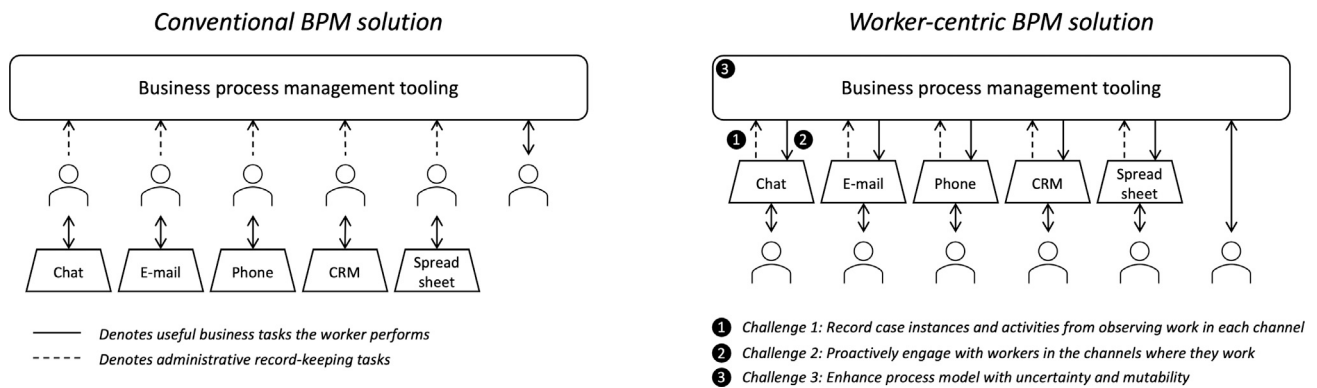 Conventional BPM solution
Business process management tooling
Chat
E-mail
Phone
CRM
Spread
sheet
Denotes useful business tasks the worker performs
Denotes administrative record-keeping tasks
Worker-centric BPM solution
3
Business process management tooling
1
2
Chat
E-mail
Phone
CRM
Spread
sheet
1 Challenge 1: Record case instances and activities from observing work in each channel
2 Challenge 2: Proactively engage with workers in the channels where they work
3 Challenge 3: Enhance process model with uncertainty and mutability